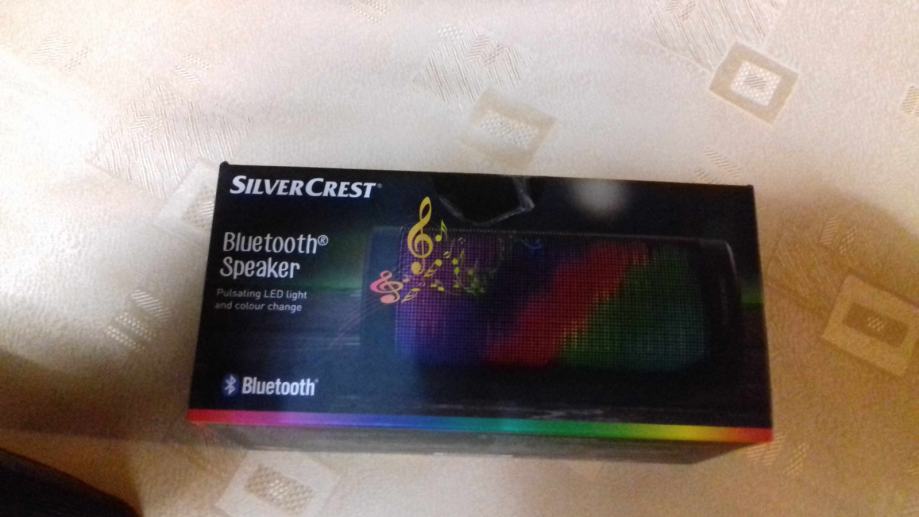 SILVERCREST®
Bluetooth®
Speaker
Pulsating LED light
and colour change
Bluetooth®